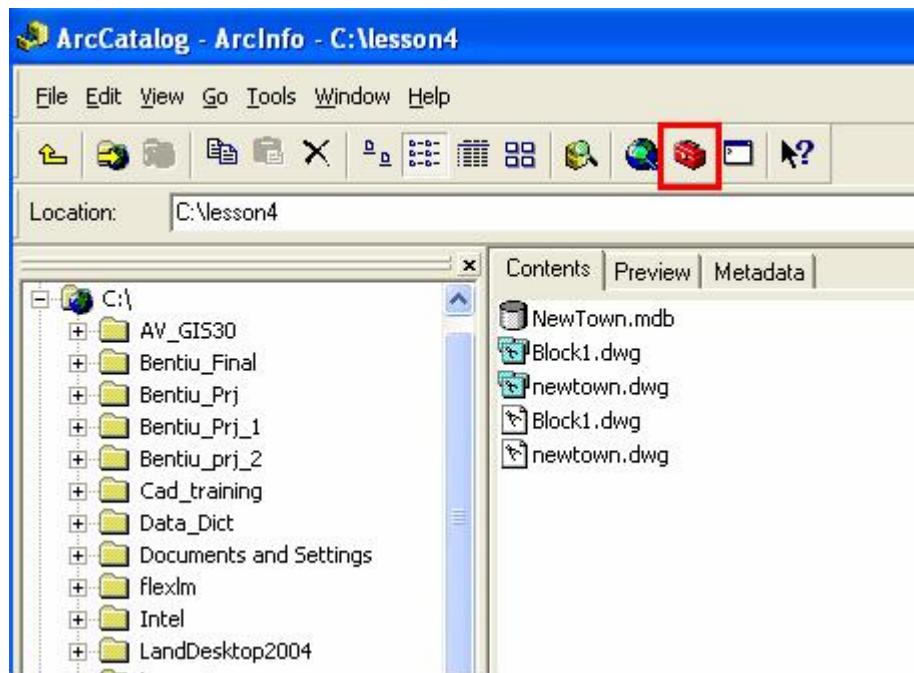 ArcCatalog - ArcInfo - C:\lesson4
File Edit View Go Tools Window Help
Location: C:\lesson4
Contents Preview Metadata
C:\
AV_GIS30
Bentiu_Final
Bentiu_Prj
Bentiu_Prj_1
Bentiu_prj_2
Cad_training
Data_Dict
Documents and Settings
flexlm
Intel
LandDesktop2004
NewTown.mdb
Block1.dwg
newtown.dwg
Block1.dwg
newtown.dwg